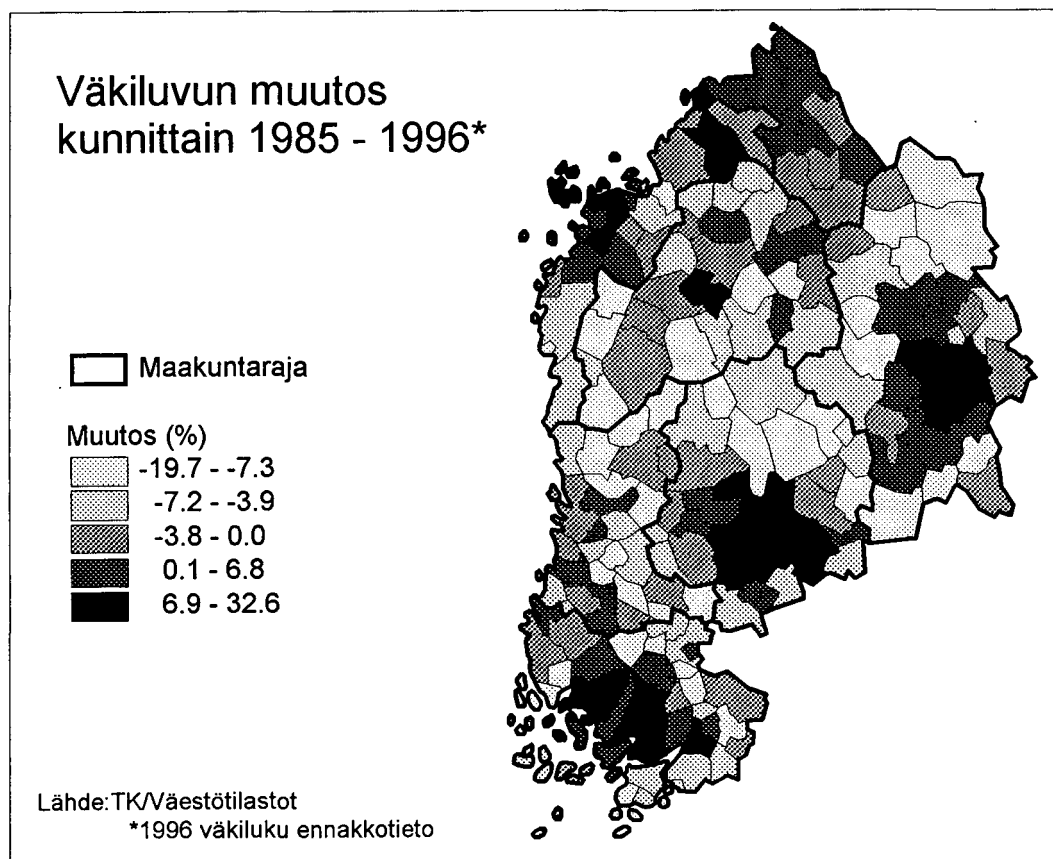 Väkiluvun muutos
kunnittain 1985 - 1996*
Maakuntaraja
Muutos (%)
-19.7 - -7.3
-7.2 - -3.9
-3.8 - 0.0
0.1 - 6.8
6.9 - 32.6
Lähde:TK/Väestötilastot
*1996 väkiluku ennakkotieto